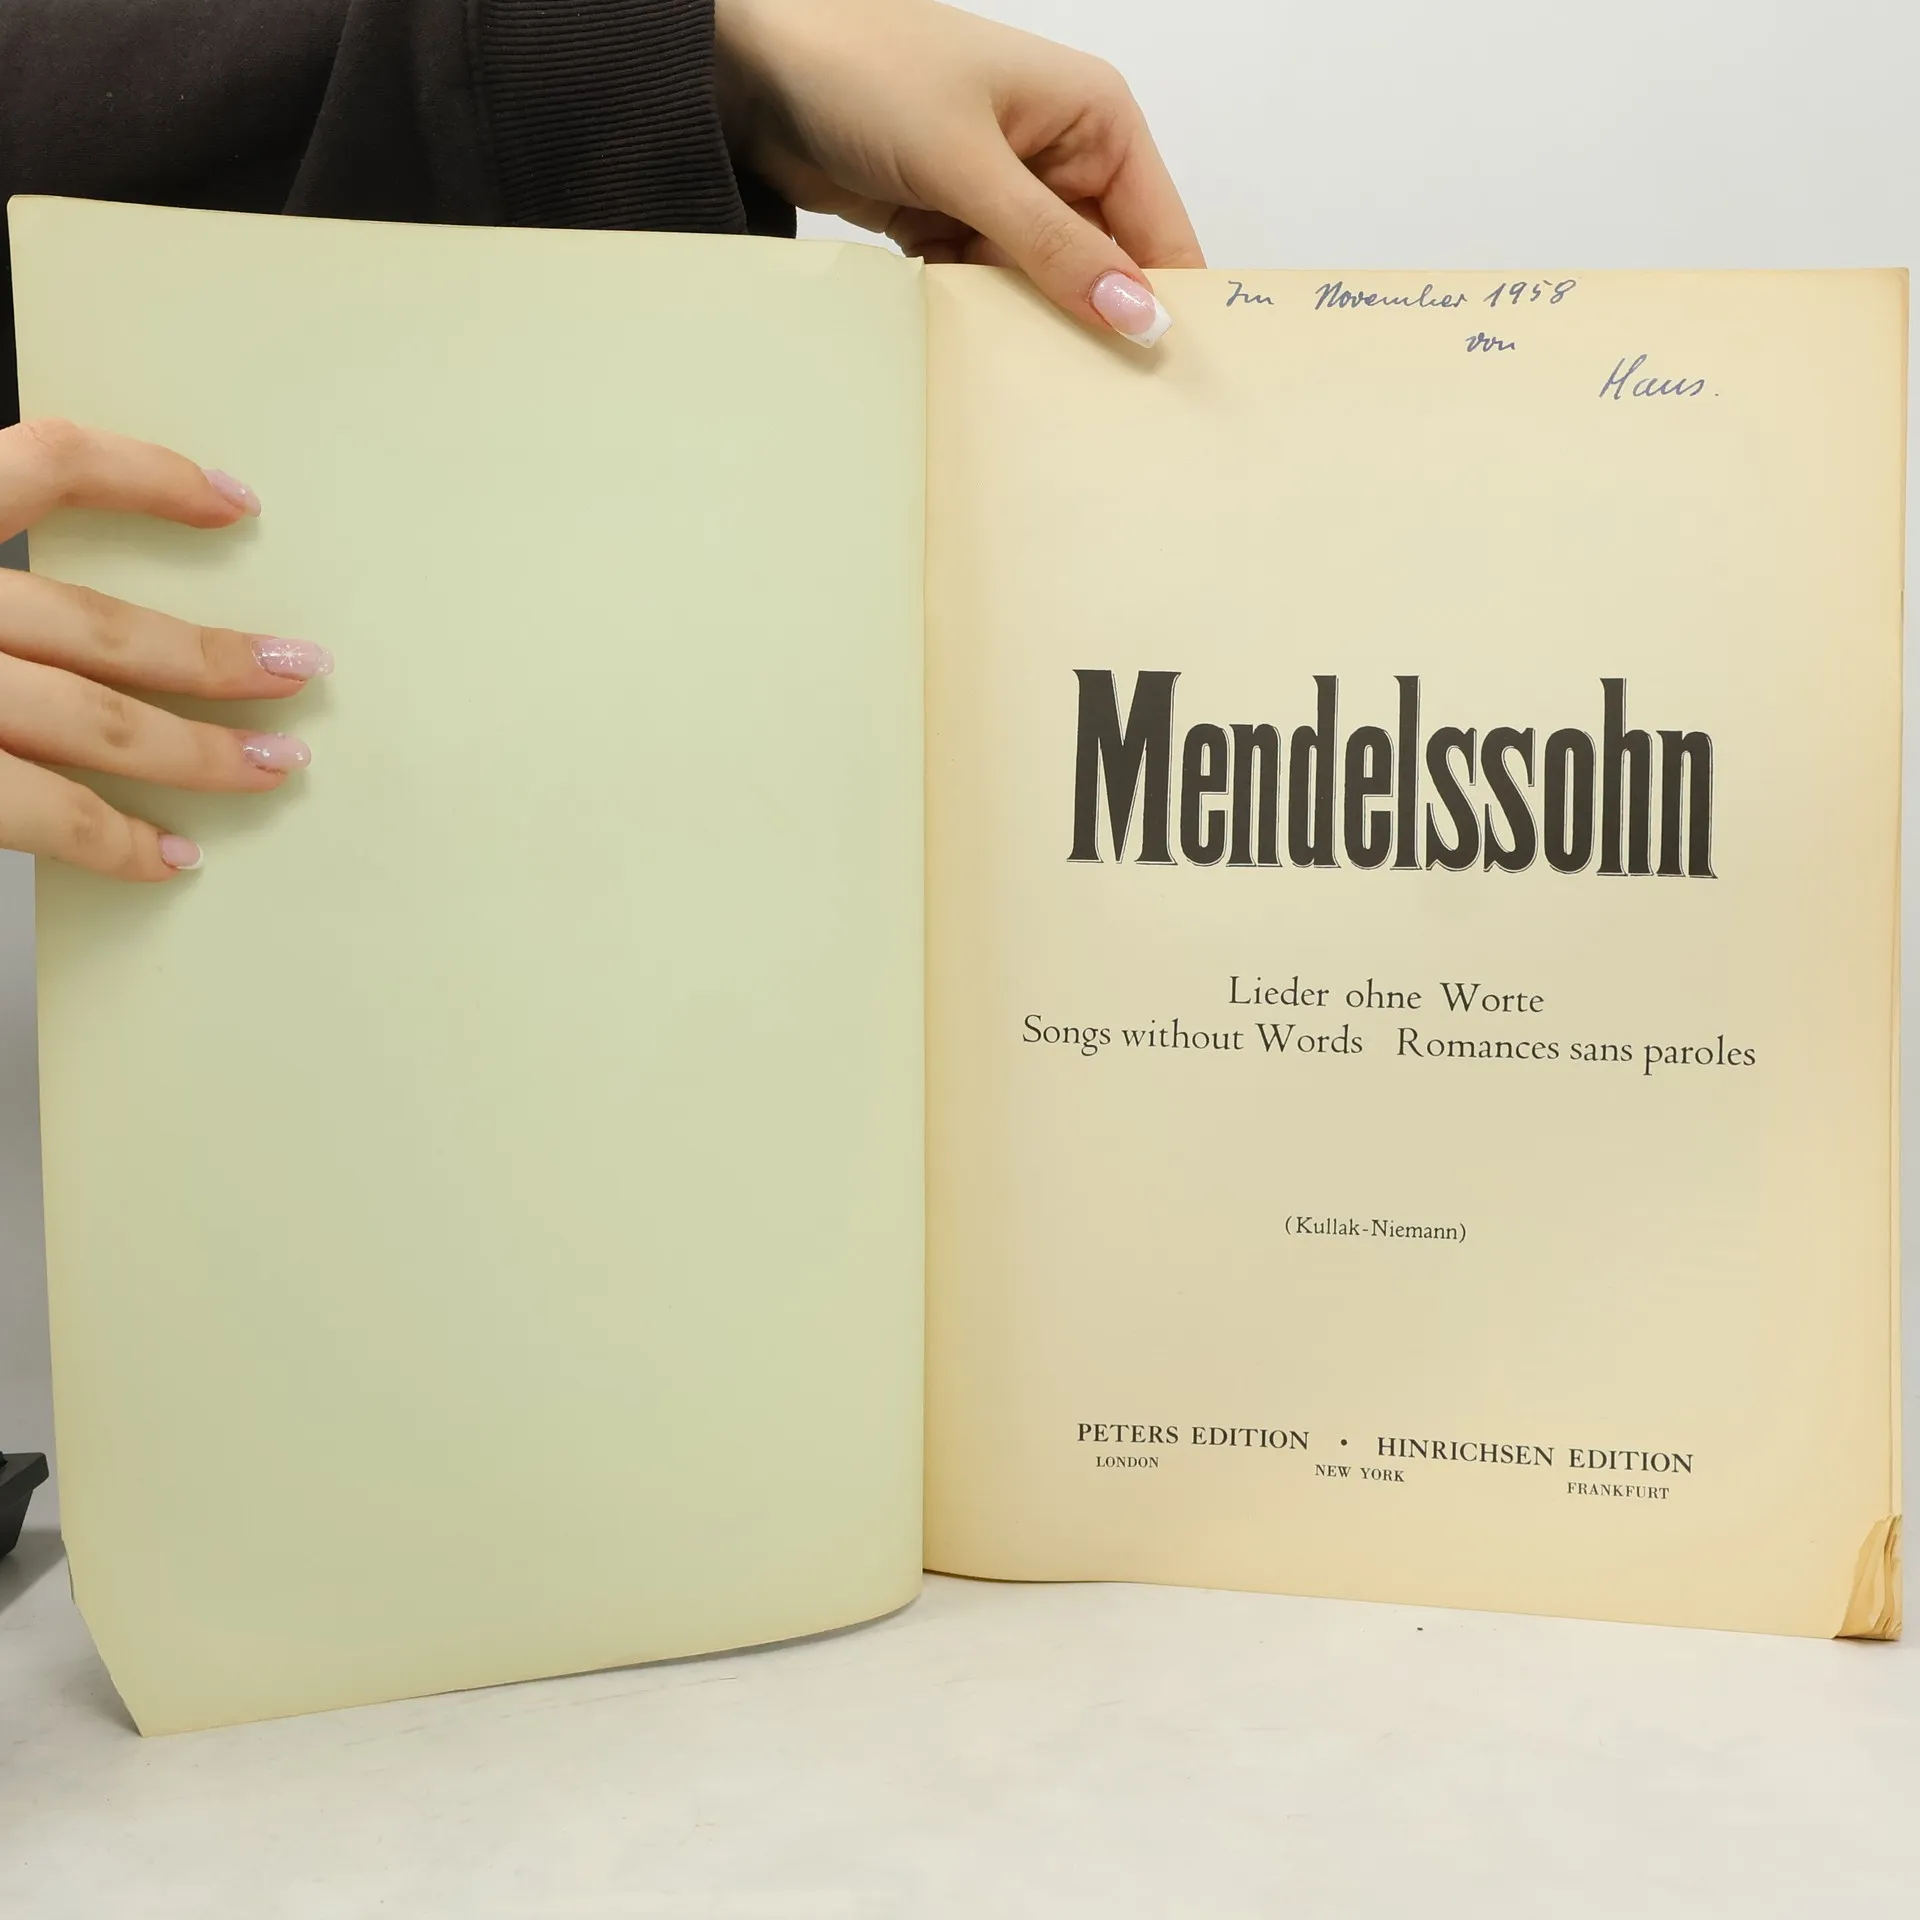 Im November 1958
von
Hans.
Mendelssohn
Lieder ohne Worte
Songs without Words Romances sans paroles
(Kullak-Niemann)
PETERS EDITION • HINRICHSEN EDITION
LONDON NEW YORK FRANKFURT